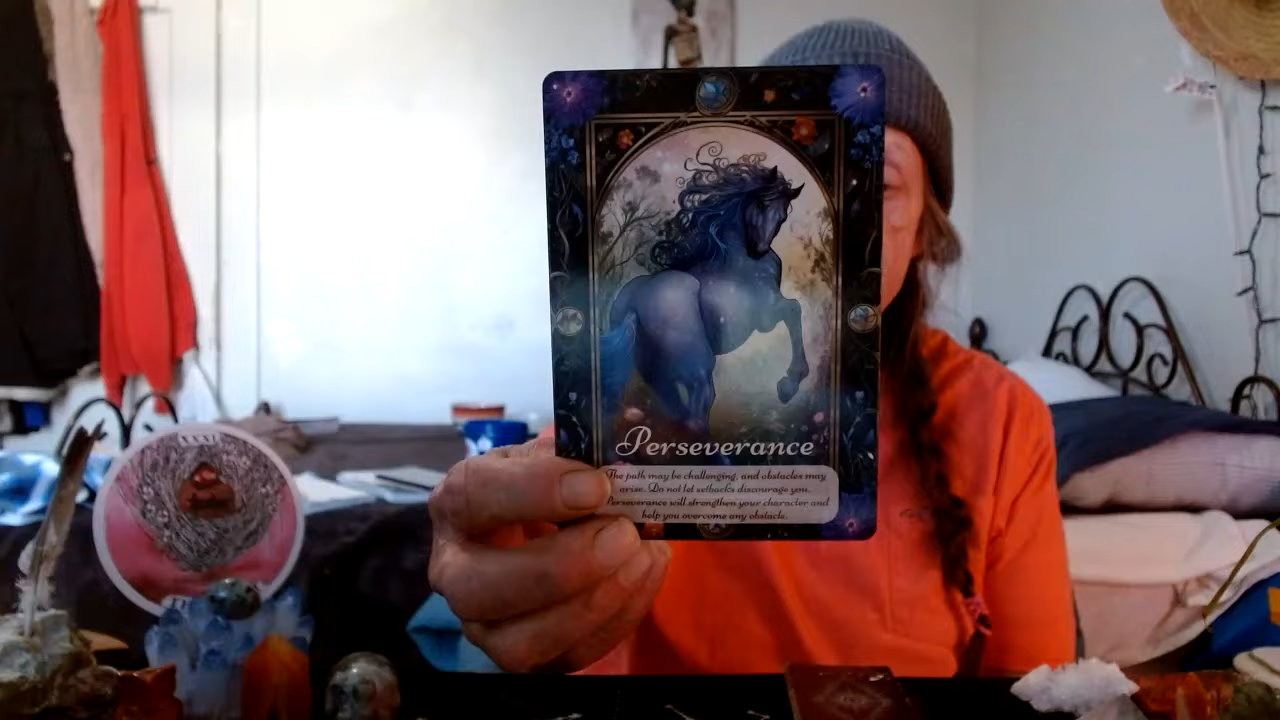 XXXI
Perseverance
The path may be challenging, and obstacles may
arise. Do not let setbacks discourage you.
Perseverance will strengthen your character and
help you overcome any obstacle.